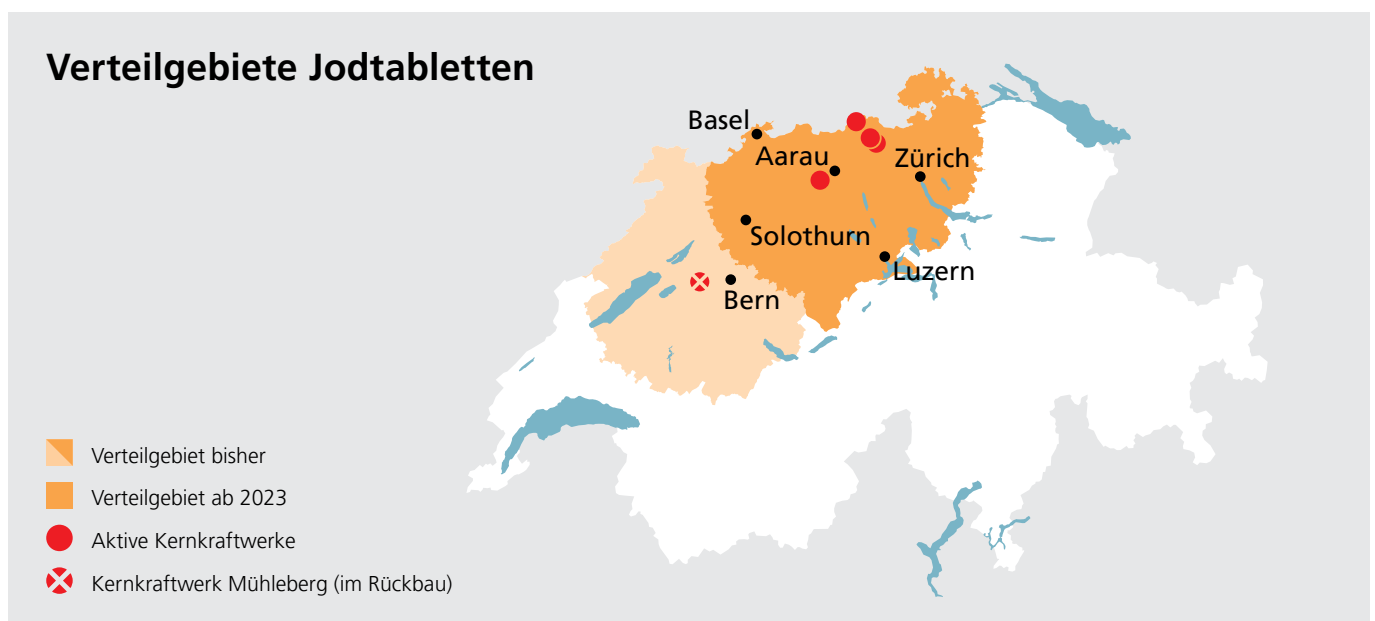 Verteilgebiete Jodtabletten
Basel
Aarau
Zürich
Solothurn
Luzern
Bern
Verteilgebiet bisher
Verteilgebiet ab 2023
Aktive Kernkraftwerke
Kernkraftwerk Mühleberg (im Rückbau)